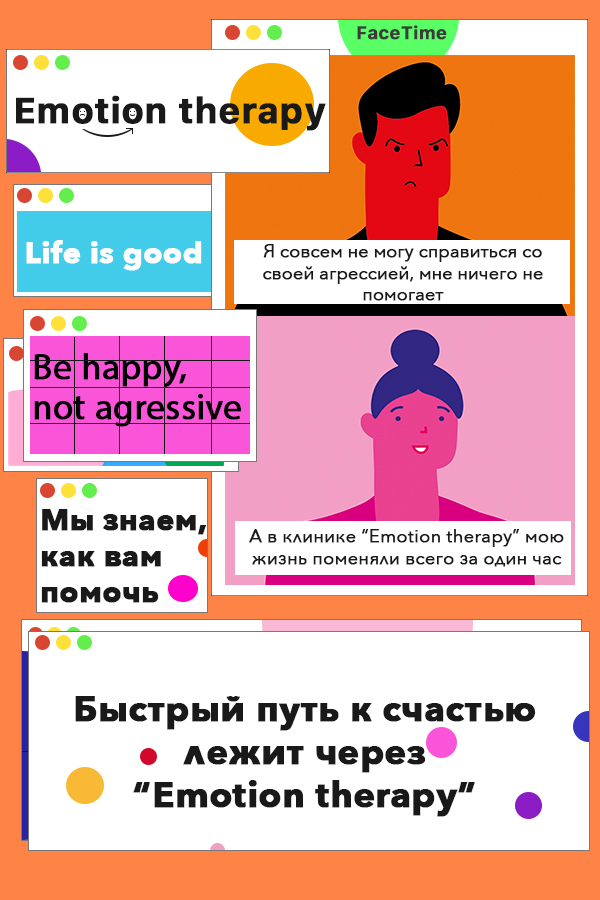 FaceTime
Emotion therapy
Life is good
Be happy,
not agressive
Я совсем не могу справиться со
своей агрессией, мне ничего не
помогает
А в клинике “Emotion therapy” мою
жизнь поменяли всего за один час
Мы знаем,
как вам
помочь
Быстрый путь к счастью
лежит через
“Emotion therapy”